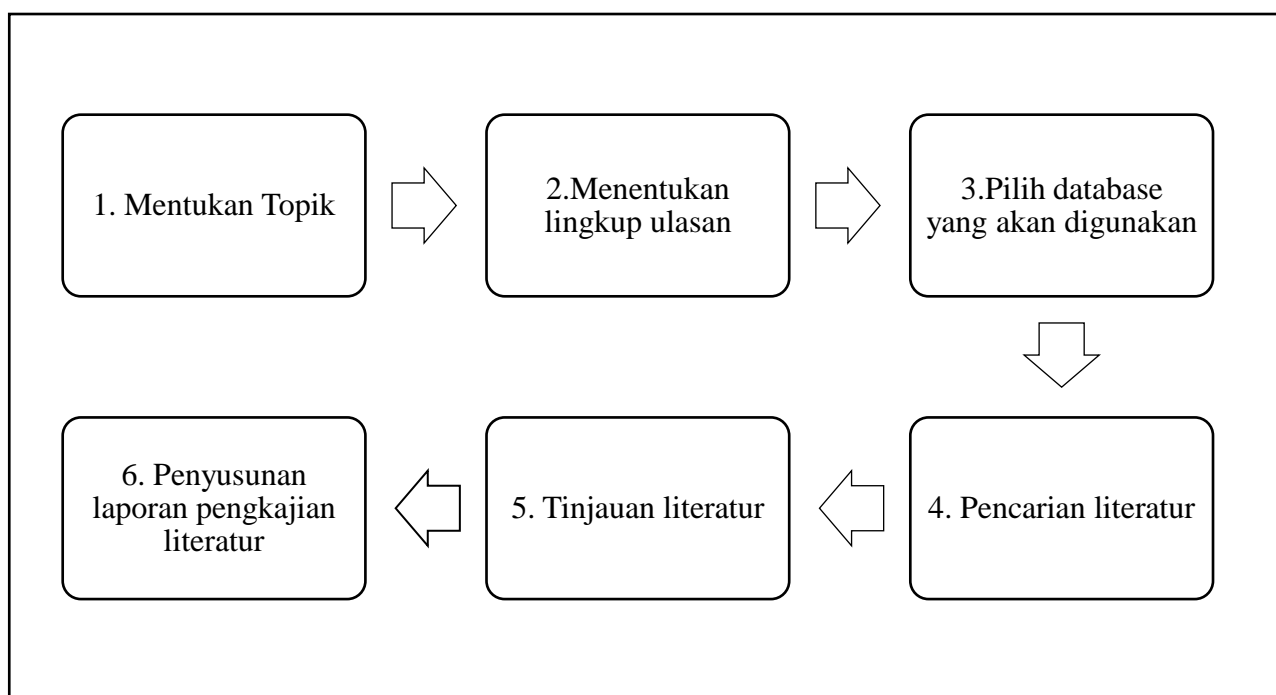 1. Mentukan Topik
2.Menentukan
lingkup ulasan
3.Pilih database
yang akan digunakan
4. Pencarian literatur
5. Tinjauan literatur
6. Penyusunan
laporan pengkajian
literatur